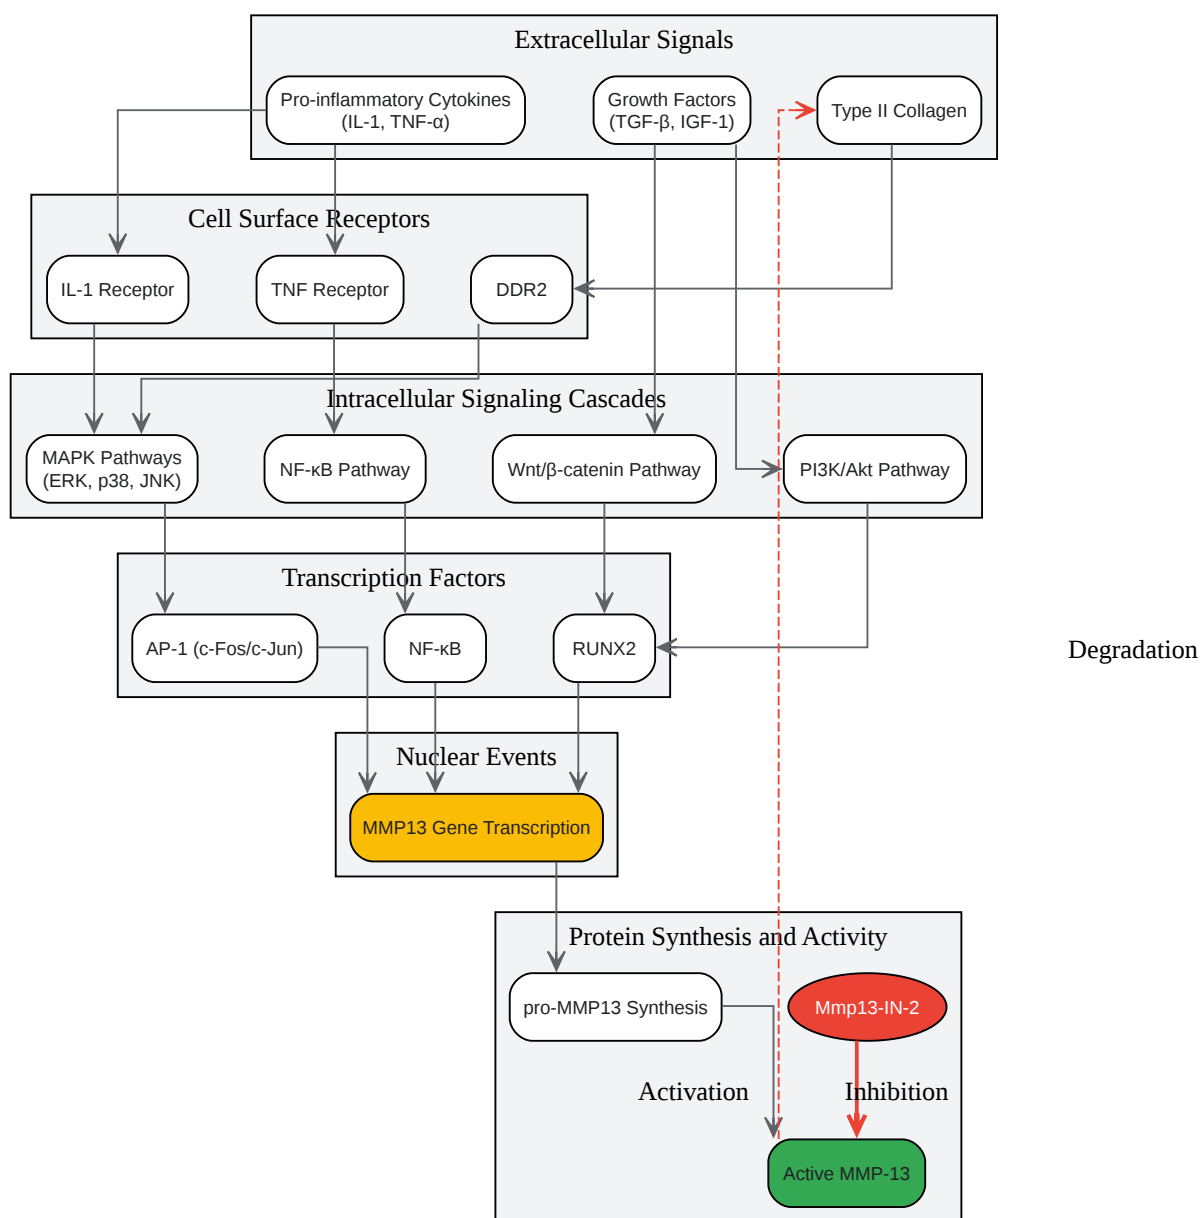 Extracellular Signals
Pro-inflammatory Cytokines
(IL-1, TNF-α)
Growth Factors
(TGF-β, IGF-1)
Type II Collagen
Cell Surface Receptors
IL-1 Receptor
TNF Receptor
DDR2
Intracellular Signaling Cascades
MAPK Pathways
(ERK, p38, JNK)
NF-κB Pathway
Wnt/β-catenin Pathway
PI3K/Akt Pathway
Transcription Factors
AP-1 (c-Fos/c-Jun)
NF-κB
RUNX2
Degradation
Nuclear Events
MMP13 Gene Transcription
Protein Synthesis and Activity
pro-MMP13 Synthesis
Mmp13-IN-2
Activation
Inhibition
Active MMP-13